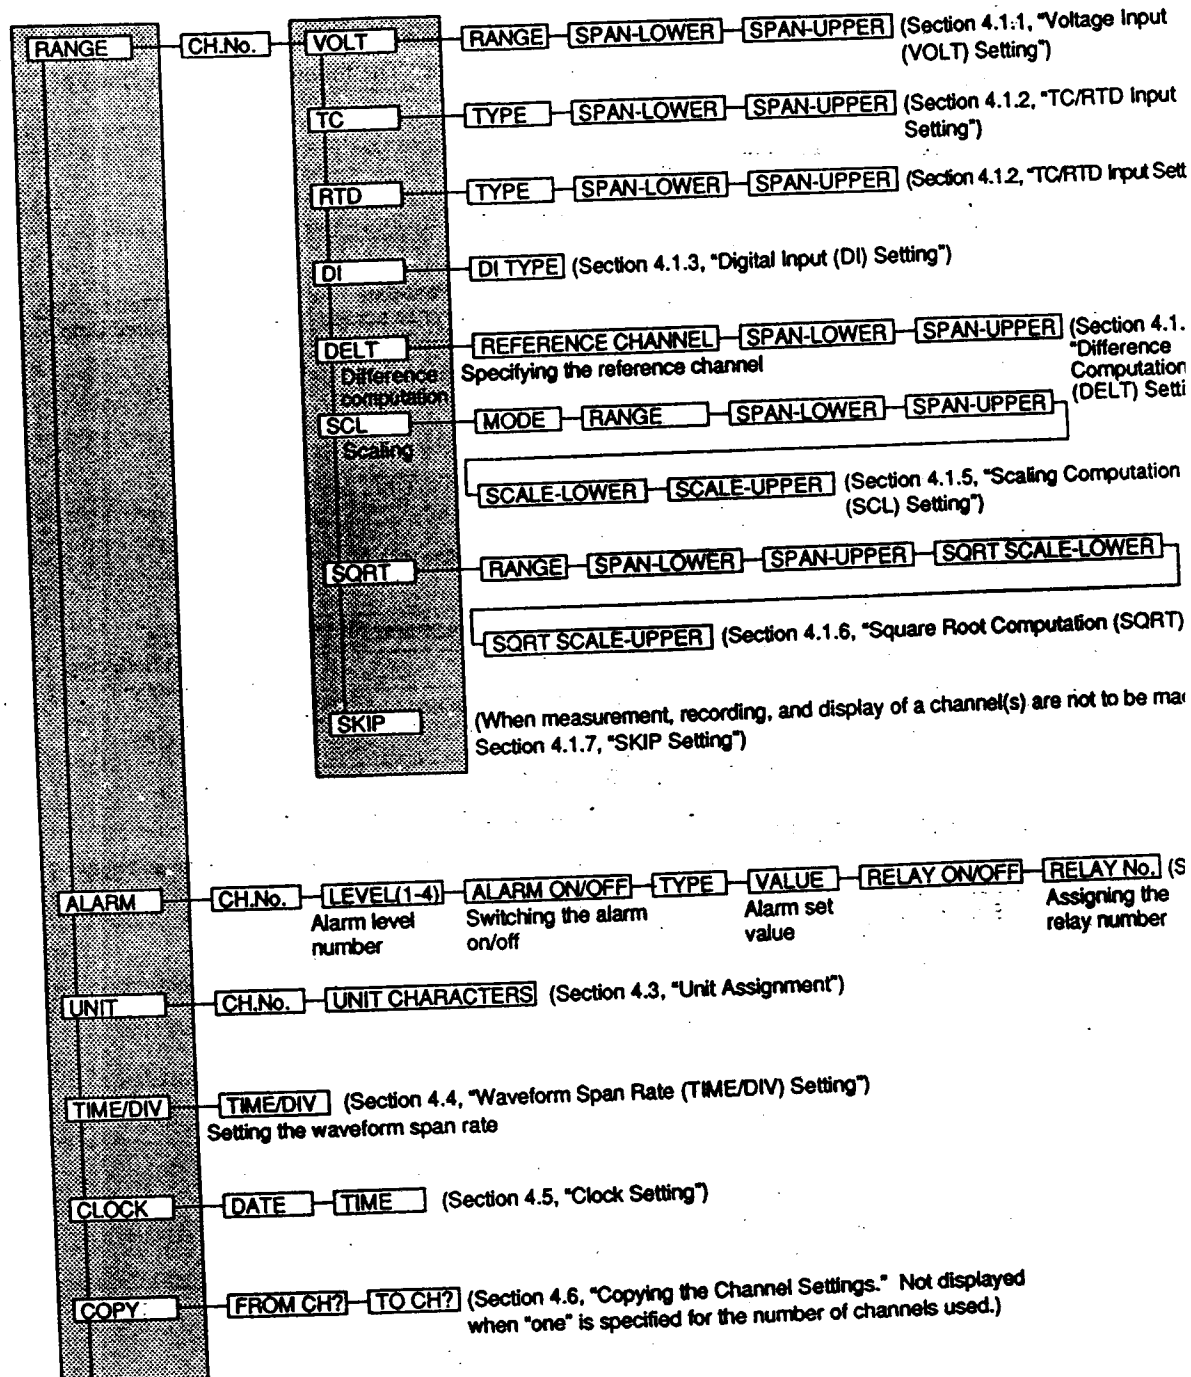 RANGE CH.No. VOLT RANGE SPAN-LOWER SPAN-UPPER (Section 4.1.1, "Voltage Input
(VOLT) Setting")
TC TYPE SPAN-LOWER SPAN-UPPER (Section 4.1.2, "TC/RTD Input
Setting")
RTD TYPE SPAN-LOWER SPAN-UPPER (Section 4.1.2, "TC/RTD Input Sett
DI DI TYPE (Section 4.1.3, "Digital Input (DI) Setting")
DELT REFERENCE CHANNEL SPAN-LOWER SPAN-UPPER (Section 4.1.
Difference Specifying the reference channel "Difference
computation Computation
(DELT) Setti
SCL MODE RANGE SPAN-LOWER SPAN-UPPER
Scaling
SCALE-LOWER SCALE-UPPER (Section 4.1.5, "Scaling Computation
(SCL) Setting")
SQRT RANGE SPAN-LOWER SPAN-UPPER SQRT SCALE-LOWER
SQRT SCALE-UPPER (Section 4.1.6, "Square Root Computation (SQRT)
SKIP (When measurement, recording, and display of a channel(s) are not to be mad
Section 4.1.7, "SKIP Setting")
ALARM CH.No. LEVEL(1-4) ALARM ON/OFF TYPE VALUE RELAY ON/OFF RELAY No. (S
Alarm level Switching the alarm Alarm set Assigning the
number on/off value relay number
UNIT CH.No. UNIT CHARACTERS (Section 4.3, "Unit Assignment")
TIME/DIV TIME/DIV (Section 4.4, "Waveform Span Rate (TIME/DIV) Setting")
Setting the waveform span rate
CLOCK DATE TIME (Section 4.5, "Clock Setting")
COPY FROM CH? TO CH? (Section 4.6, "Copying the Channel Settings." Not displayed
when "one" is specified for the number of channels used.)